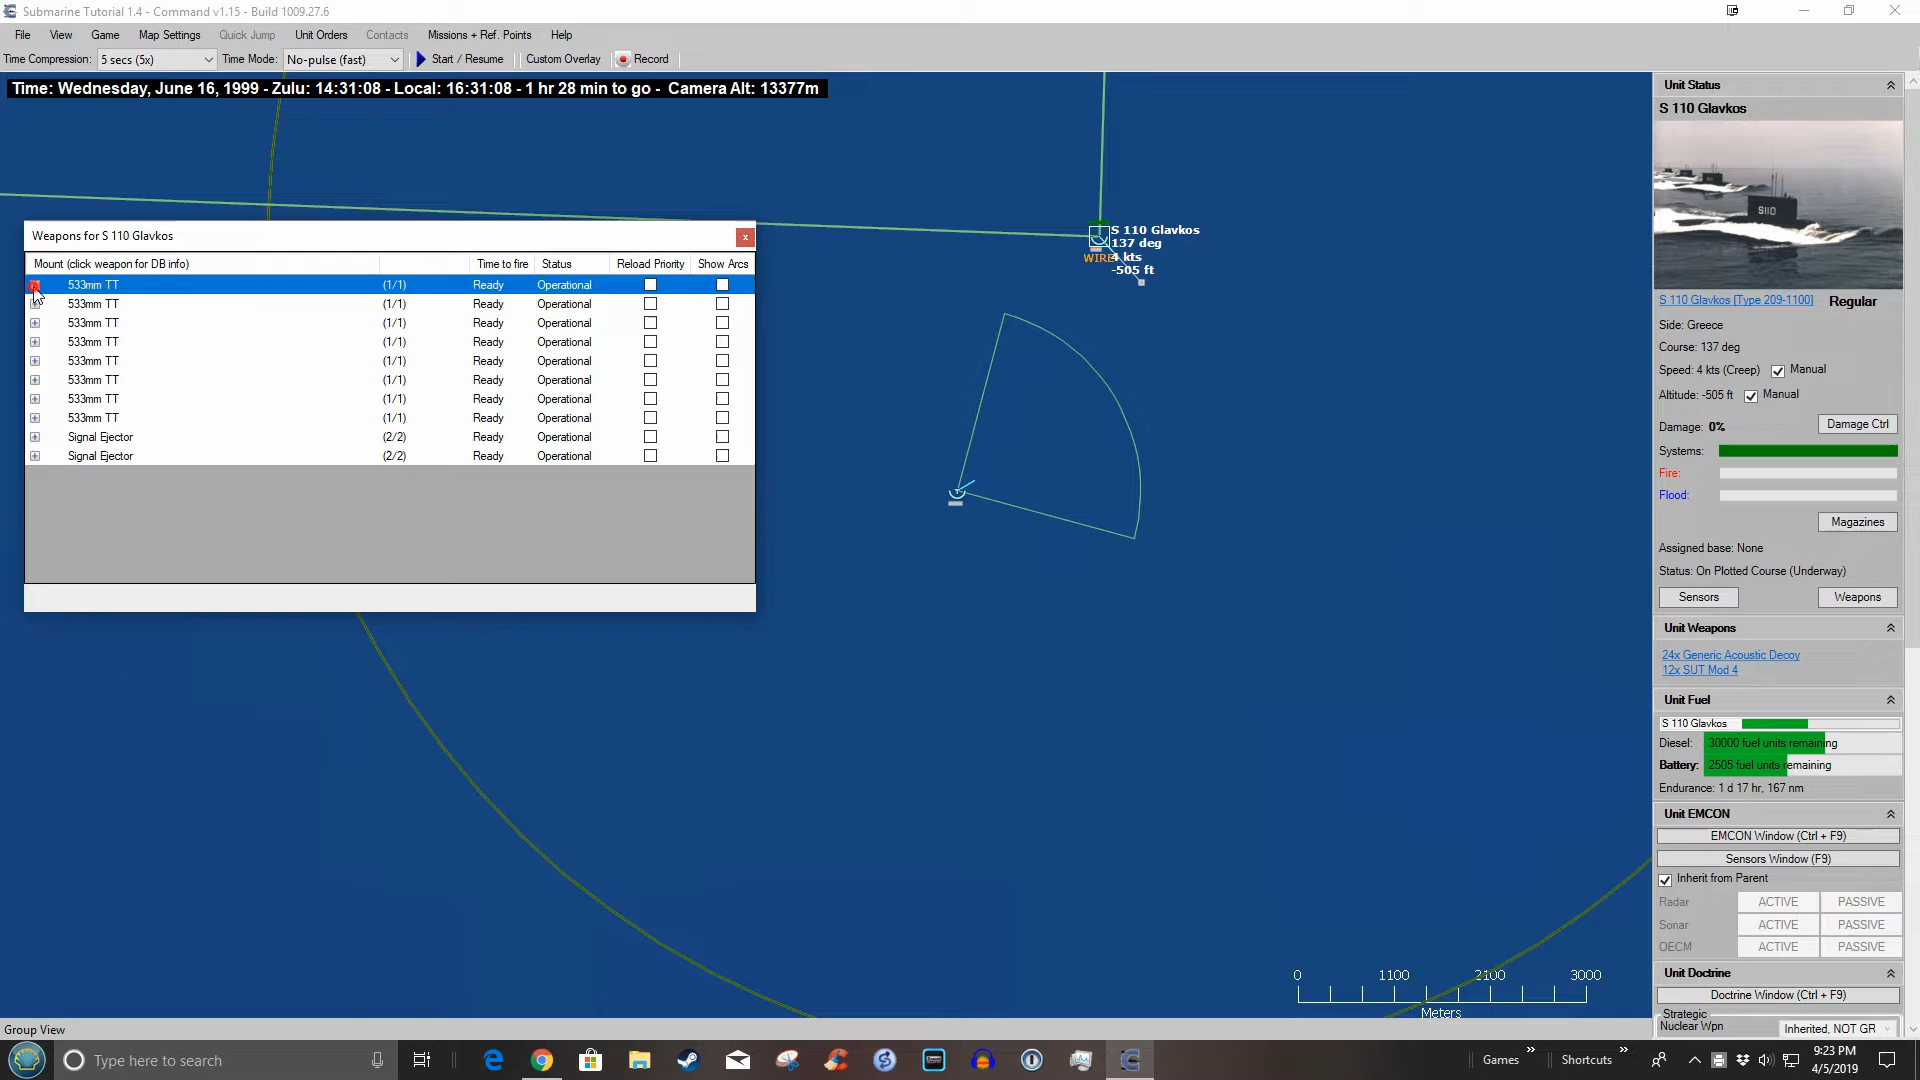 Submarine Tutorial 1.4 - Command v1.15 - Build 1009.27.6
File View Game Map Settings Quick Jump Unit Orders Contacts Missions + Ref. Points Help
Time Compression: 5 secs (5x) Time Mode: No-pulse (fast) Start / Resume Custom Overlay Record
Time: Wednesday, June 16, 1999 - Zulu: 14:31:08 - Local: 16:31:08 - 1 hr 28 min to go - Camera Alt: 13377m
S 110 Glavkos
137 deg
WIRE 4 kts
-505 ft
Weapons for S 110 Glavkos
Mount (click weapon for DB info) Time to fire Status Reload Priority Show Arcs
533mm TT (1/1) Ready Operational
533mm TT (1/1) Ready Operational
533mm TT (1/1) Ready Operational
533mm TT (1/1) Ready Operational
533mm TT (1/1) Ready Operational
533mm TT (1/1) Ready Operational
533mm TT (1/1) Ready Operational
533mm TT (1/1) Ready Operational
Signal Ejector (2/2) Ready Operational
Signal Ejector (2/2) Ready Operational
0 1100 2100 3000
Meters
Group View
Unit Status
S 110 Glavkos
S110
S 110 Glavkos [Type 209-1100] Regular
Side: Greece
Course: 137 deg
Speed: 4 kts (Creep) Manual
Altitude: -505 ft Manual
Damage: 0% Damage Ctrl
Systems:
Fire:
Flood:
Magazines
Assigned base: None
Status: On Plotted Course (Underway)
Sensors Weapons
Unit Weapons
24x Generic Acoustic Decoy
12x SUT Mod 4
Unit Fuel
S 110 Glavkos
Diesel: 30000 fuel units remaining
Battery: 2505 fuel units remaining
Endurance: 1 d 17 hr, 167 nm
Unit EMCON
EMCON Window (Ctrl + F9)
Sensors Window (F9)
Inherit from Parent
Radar ACTIVE PASSIVE
Sonar ACTIVE PASSIVE
OECM ACTIVE PASSIVE
Unit Doctrine
Doctrine Window (Ctrl + F9)
Strategic
Nuclear Wpn Inherited, NOT GR
Type here to search
Games Shortcuts
9:23 PM
4/5/2019